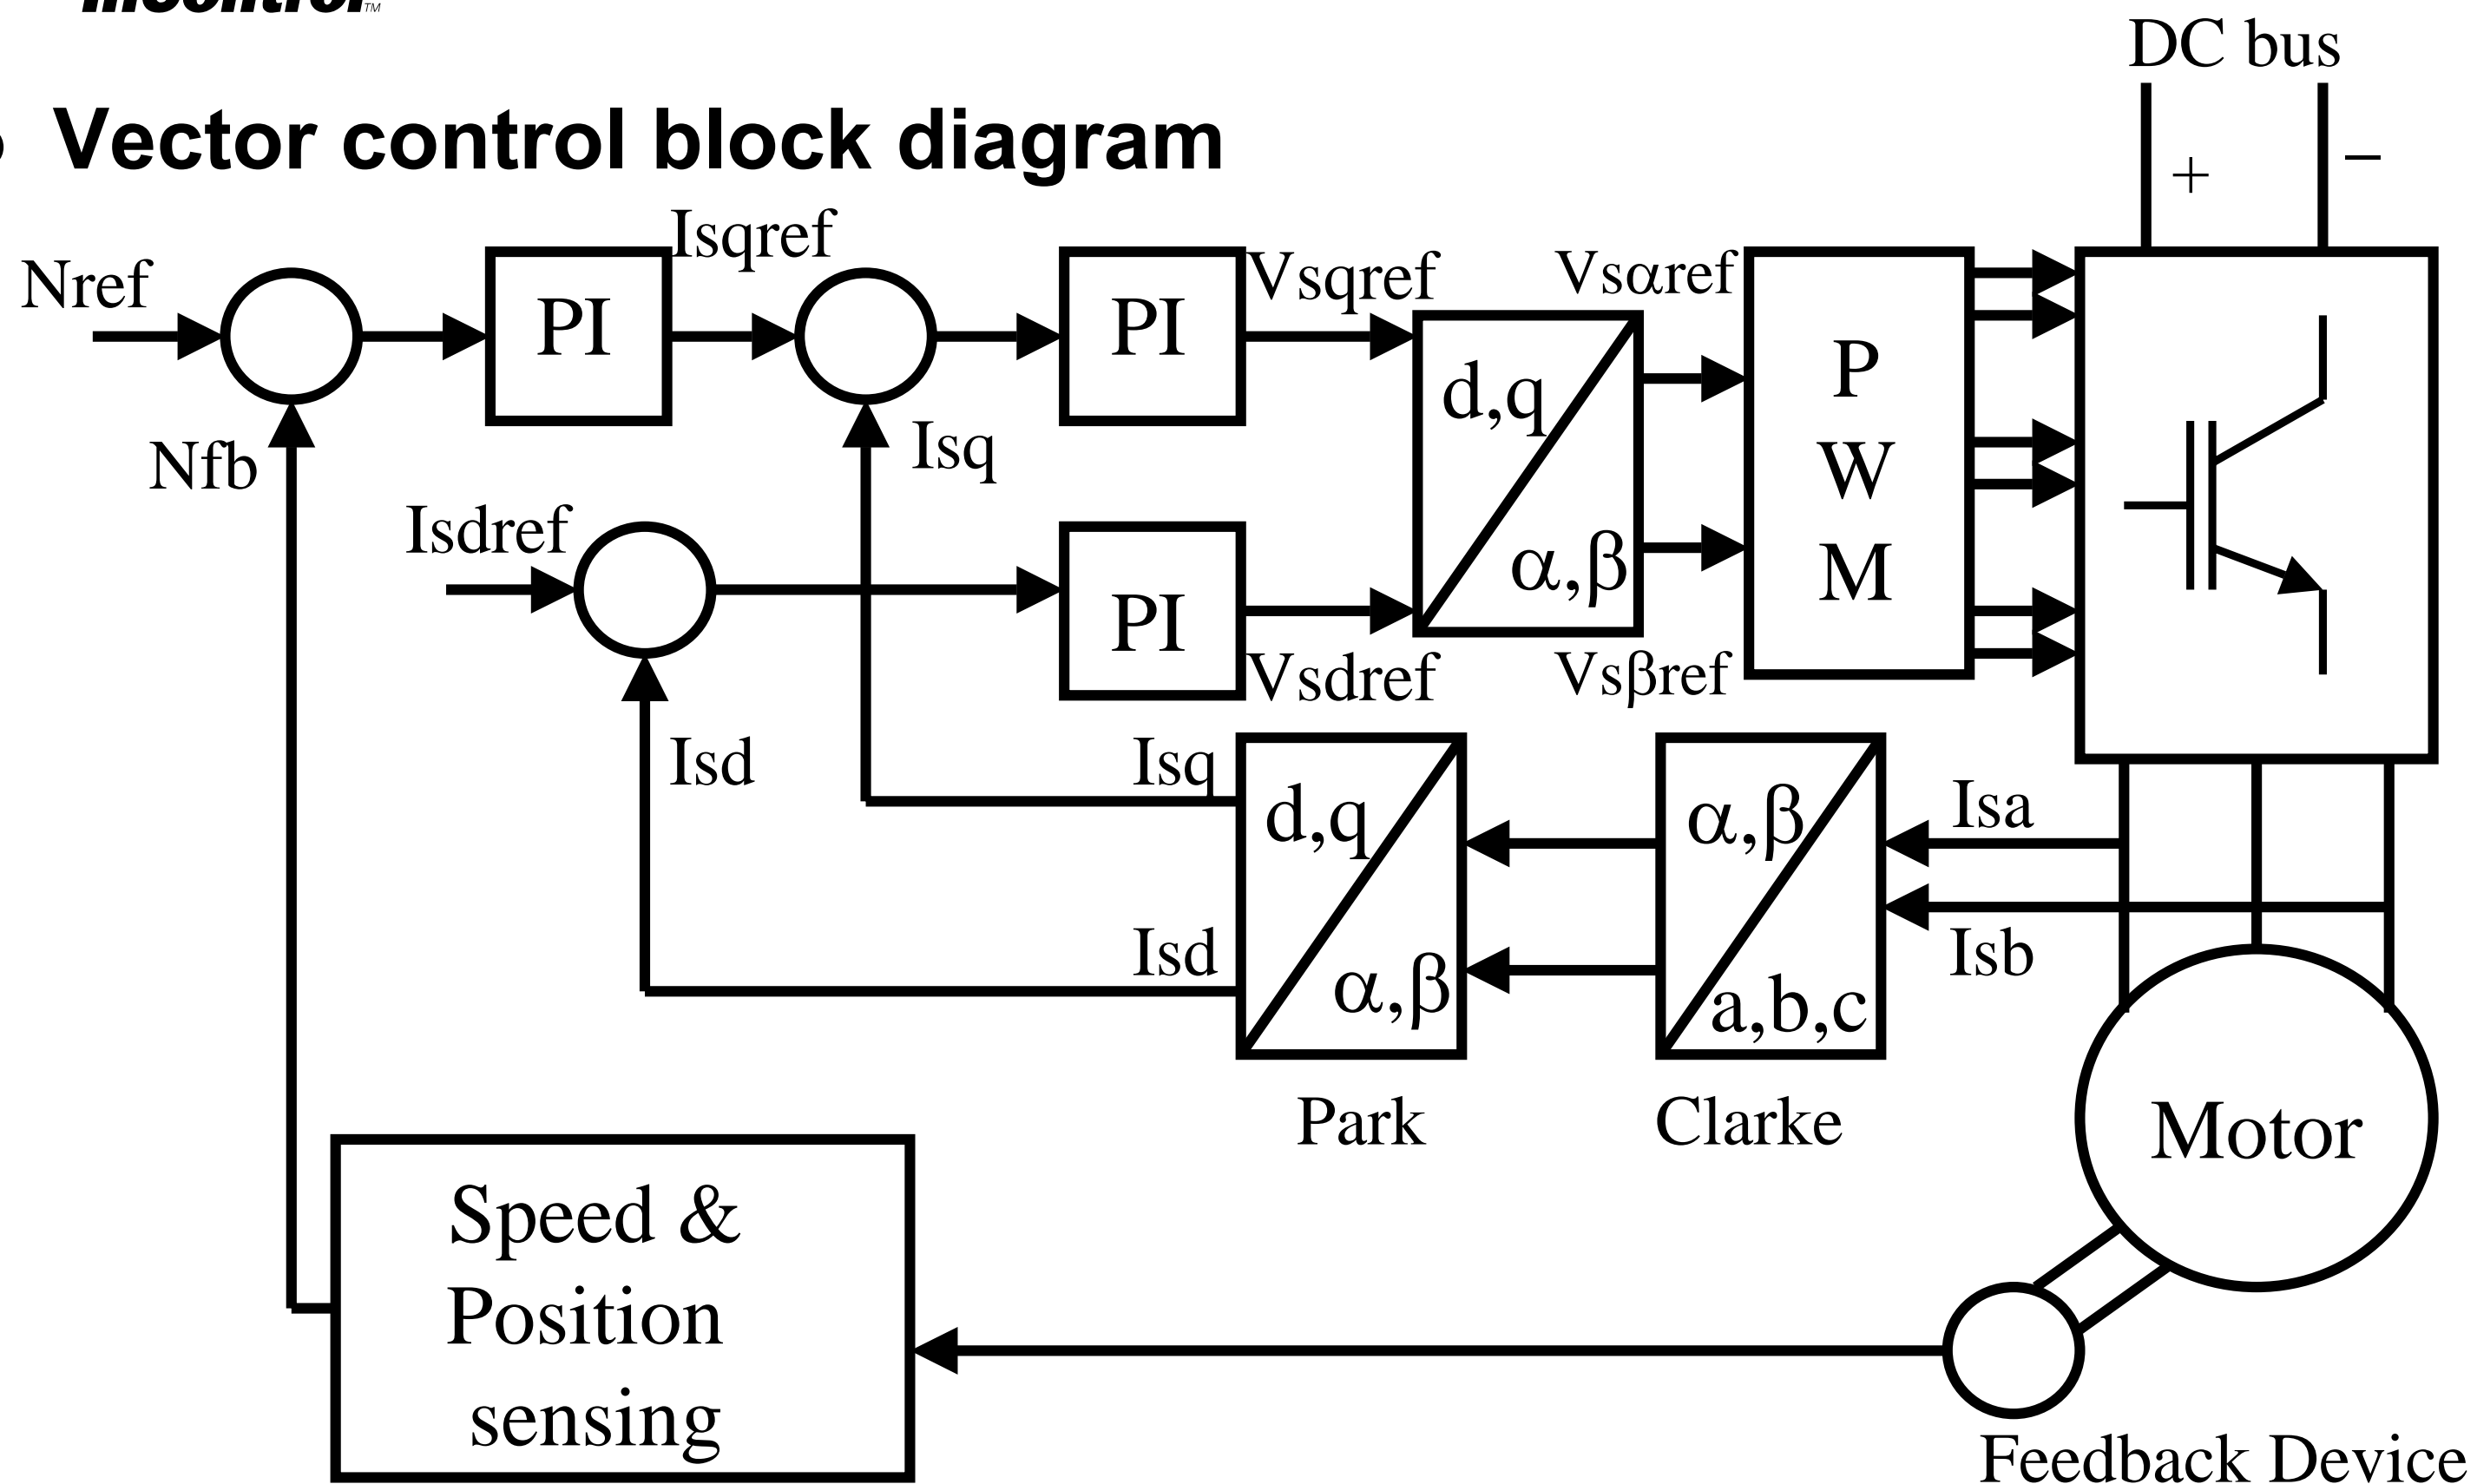 DC bus
Vector control block diagram
+
−
Isqref
Nref
PI
PI
Vsqref
Vsαref
d,q
P
W
M
Nfb
Isq
Isdref
α,β
PI
Vsdref
Vsβref
Isd
Isq
d,q
α,β
Isa
Isd
α,β
a,b,c
Isb
Park
Clarke
Motor
Speed &
Position
sensing
Feedback Device
TM